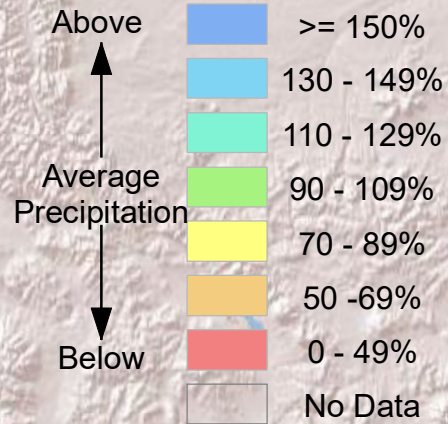 Above
>= 150%
130 - 149%
110 - 129%
Average
Precipitation
90 - 109%
70 - 89%
50 -69%
Below
0 - 49%
No Data